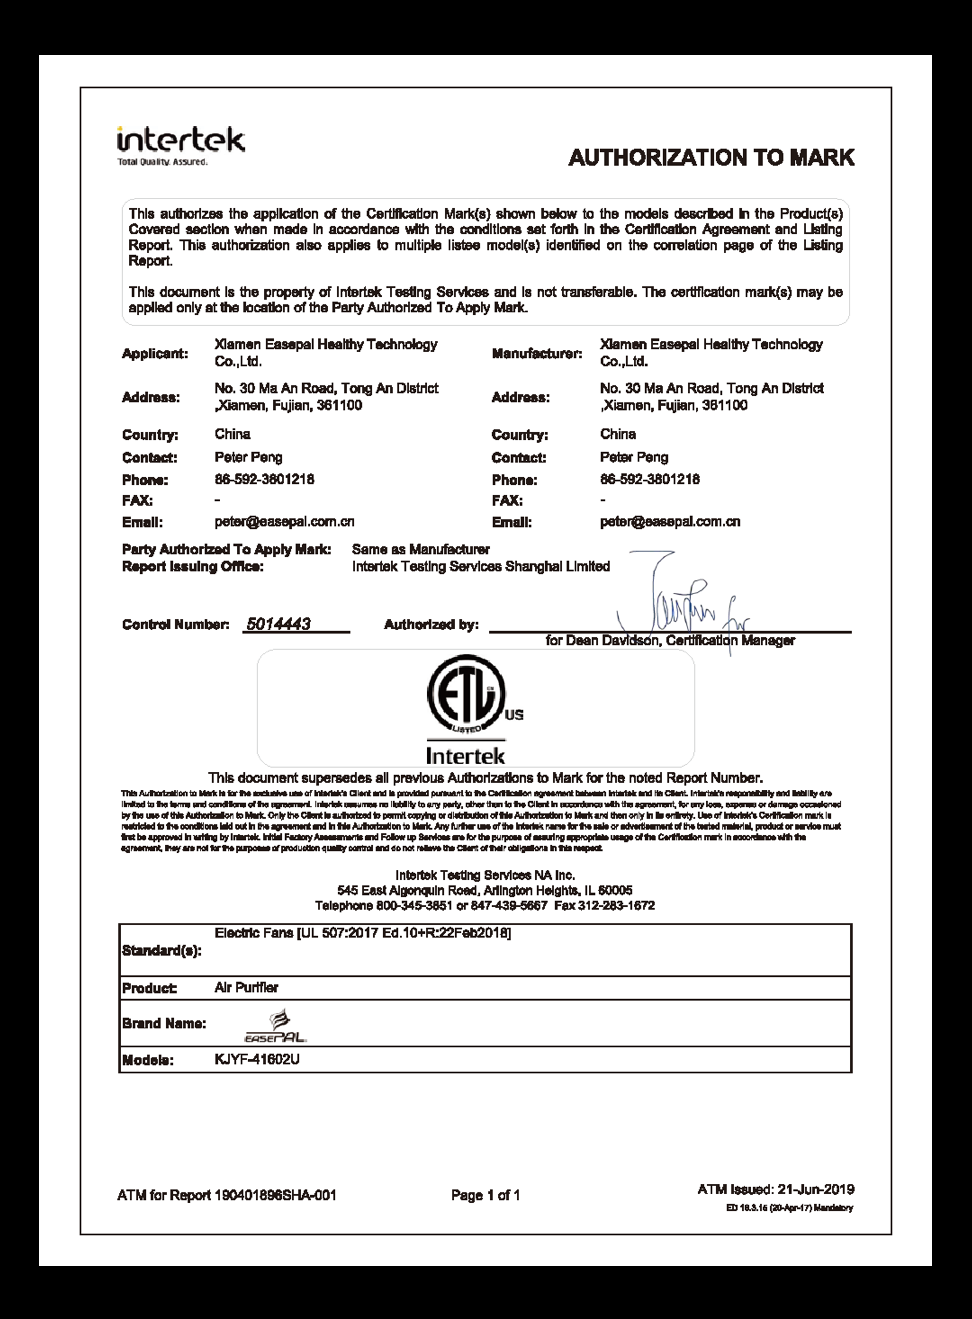 intertek
Total Quality. Assured.
AUTHORIZATION TO MARK
This authorizes the application of the Certification Mark(s) shown below to the models described in the Product(s)
Covered section when made in accordance with the conditions set forth in the Certification Agreement and Listing
Report. This authorization also applies to multiple listee model(s) identified on the correlation page of the Listing
Report.
This document is the property of Intertek Testing Services and is not transferable. The certification mark(s) may be
applied only at the location of the Party Authorized To Apply Mark.
Applicant: Xiamen Easepal Healthy Technology
Co.,Ltd.
Manufacturer: Xiamen Easepal Healthy Technology
Co.,Ltd.
Address: No. 30 Ma An Road, Tong An District
,Xiamen, Fujian, 361100
Address: No. 30 Ma An Road, Tong An District
,Xiamen, Fujian, 361100
Country: China
Country: China
Contact: Peter Peng
Contact: Peter Peng
Phone: 86-592-3801218
Phone: 86-592-3801218
FAX: -
FAX: -
Email: peter@easepal.com.cn
Email: peter@easepal.com.cn
Party Authorized To Apply Mark: Same as Manufacturer
Report Issuing Office: Intertek Testing Services Shanghai Limited
Control Number: 5014443 Authorized by:
for Dean Davidson, Certification Manager
ETL CM US
LISTED
Intertek
This document supersedes all previous Authorizations to Mark for the noted Report Number.
This Authorization to Mark is for the exclusive use of Intertek's Client and is provided pursuant to the Certification agreement between Intertek and its Client. Intertek's responsibility and liability are
limited to the terms and conditions of the agreement. Intertek assumes no liability to any party, other than to the Client in accordance with the agreement, for any loss, expense or damage occasioned
by the use of this Authorization to Mark. Only the Client is authorized to permit copying or distribution of this Authorization to Mark and then only in its entirety. Use of Intertek's Certification mark is
restricted to the conditions laid out in the agreement and in this Authorization to Mark. Any further use of the Intertek name for the sale or advertisement of the tested material, product or service must
first be approved in writing by Intertek. Initial Factory Assessments and Follow up Services are for the purpose of assuring appropriate usage of the Certification mark in accordance with the
agreement, they are not for the purposes of production quality control and do not relieve the Client of their obligations in this respect.
Intertek Testing Services NA Inc.
545 East Algonquin Road, Arlington Heights, IL 60005
Telephone 800-345-3851 or 847-439-5667 Fax 312-283-1672
Standard(s): Electric Fans [UL 507:2017 Ed.10+R:22Feb2018]
Product: Air Purifier
Brand Name: EASEPAL
Models: KJYF-41602U
ATM for Report 190401896SHA-001
Page 1 of 1
ATM Issued: 21-Jun-2019
ED 16.3.15 (20-Apr-17) Mandatory